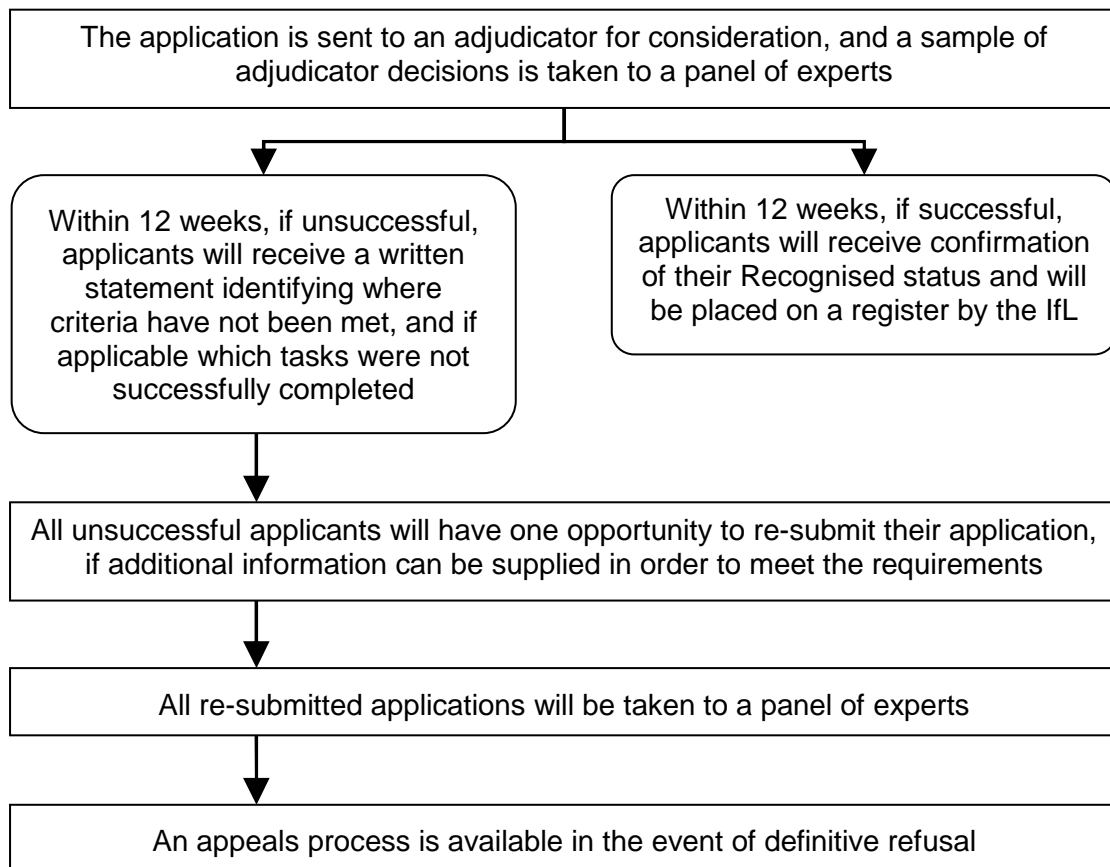 The application is sent to an adjudicator for consideration, and a sample of
adjudicator decisions is taken to a panel of experts
Within 12 weeks, if unsuccessful,
applicants will receive a written
statement identifying where
criteria have not been met, and if
applicable which tasks were not
successfully completed
Within 12 weeks, if successful,
applicants will receive confirmation
of their Recognised status and will
be placed on a register by the IfL
All unsuccessful applicants will have one opportunity to re-submit their application,
if additional information can be supplied in order to meet the requirements
All re-submitted applications will be taken to a panel of experts
An appeals process is available in the event of definitive refusal